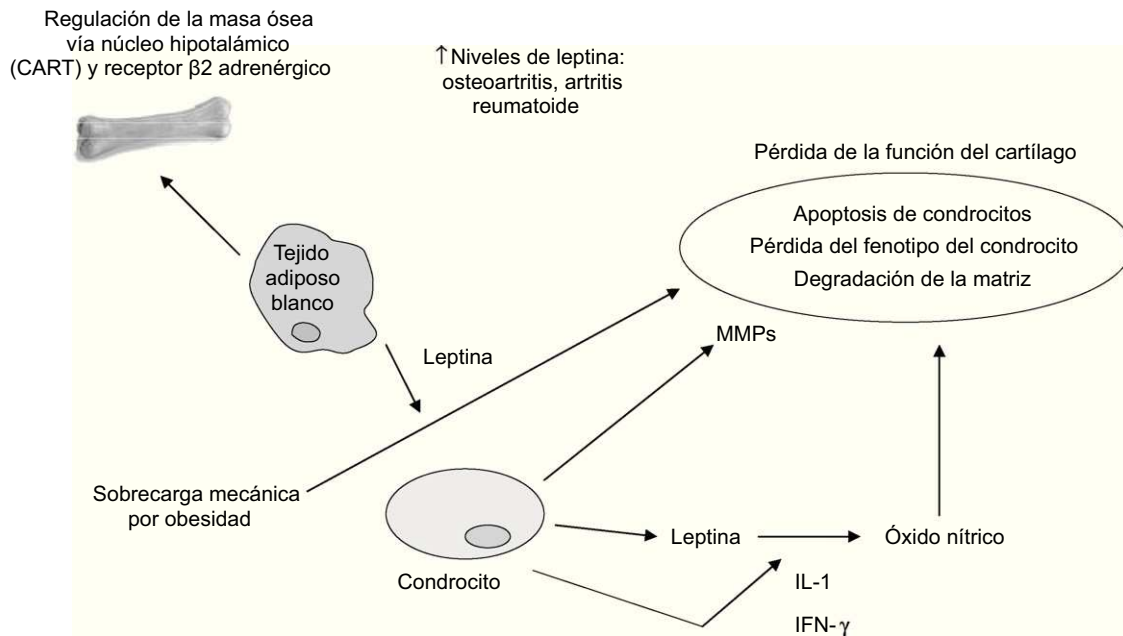 Regulación de la masa ósea
vía núcleo hipotalámico
(CART) y receptor β2 adrenérgico
↑Niveles de leptina:
osteoartritis, artritis
reumatoide
Pérdida de la función del cartílago
Apoptosis de condrocitos
Pérdida del fenotipo del condrocito
Degradación de la matriz
Tejido
adiposo
blanco
Leptina
MMPs
Sobrecarga mecánica
por obesidad
Condrocito
Leptina
Óxido nítrico
IL-1
IFN-γ